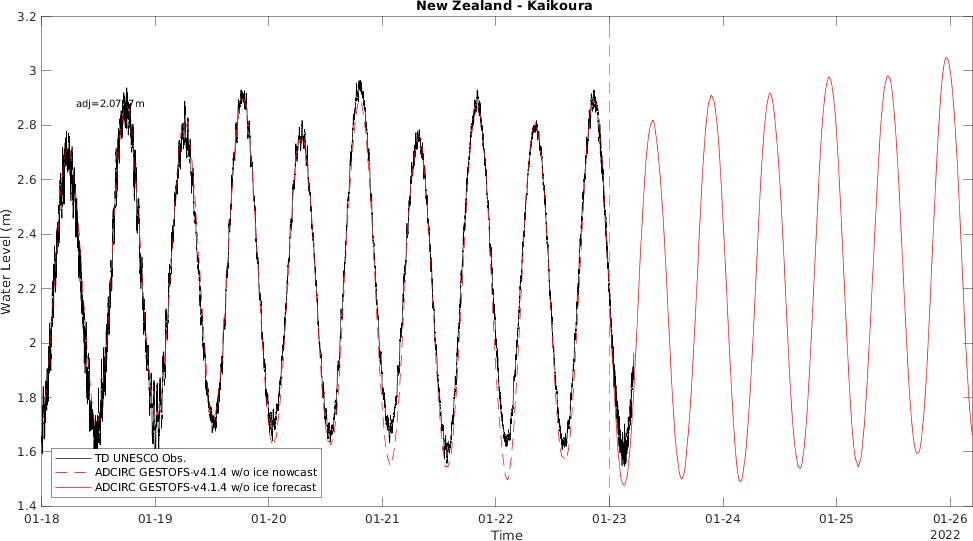 New Zealand - Kaikoura
3.2
3
2.8
2.6
2.4
2.2
2
1.8
1.6
1.4
Water Level (m)
TD UNESCO Obs.
ADCIRC GESTOFS-v4.1.4 w/o ice nowcast
ADCIRC GESTOFS-v4.1.4 w/o ice forecast
01-18 01-19 01-20 01-21 01-22 01-23 01-24 01-25 01-26
Time
2022